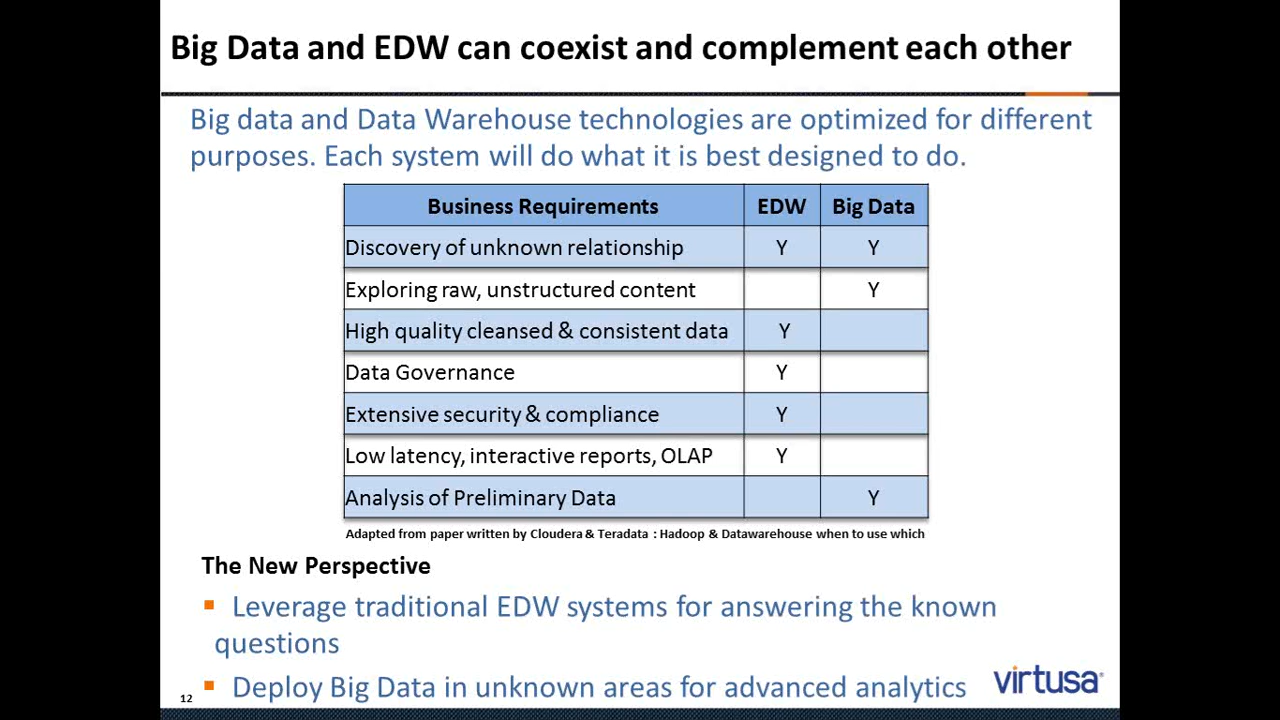 Big Data and EDW can coexist and complement each other
Big data and Data Warehouse technologies are optimized for different
purposes. Each system will do what it is best designed to do.
Business Requirements EDW Big Data
Discovery of unknown relationship Y Y
Exploring raw, unstructured content Y
High quality cleansed & consistent data Y
Data Governance Y
Extensive security & compliance Y
Low latency, interactive reports, OLAP Y
Analysis of Preliminary Data Y
Adapted from paper written by Cloudera & Teradata : Hadoop & Datawarehouse when to use which
The New Perspective
Leverage traditional EDW systems for answering the known
questions
Deploy Big Data in unknown areas for advanced analytics
virtusa
12